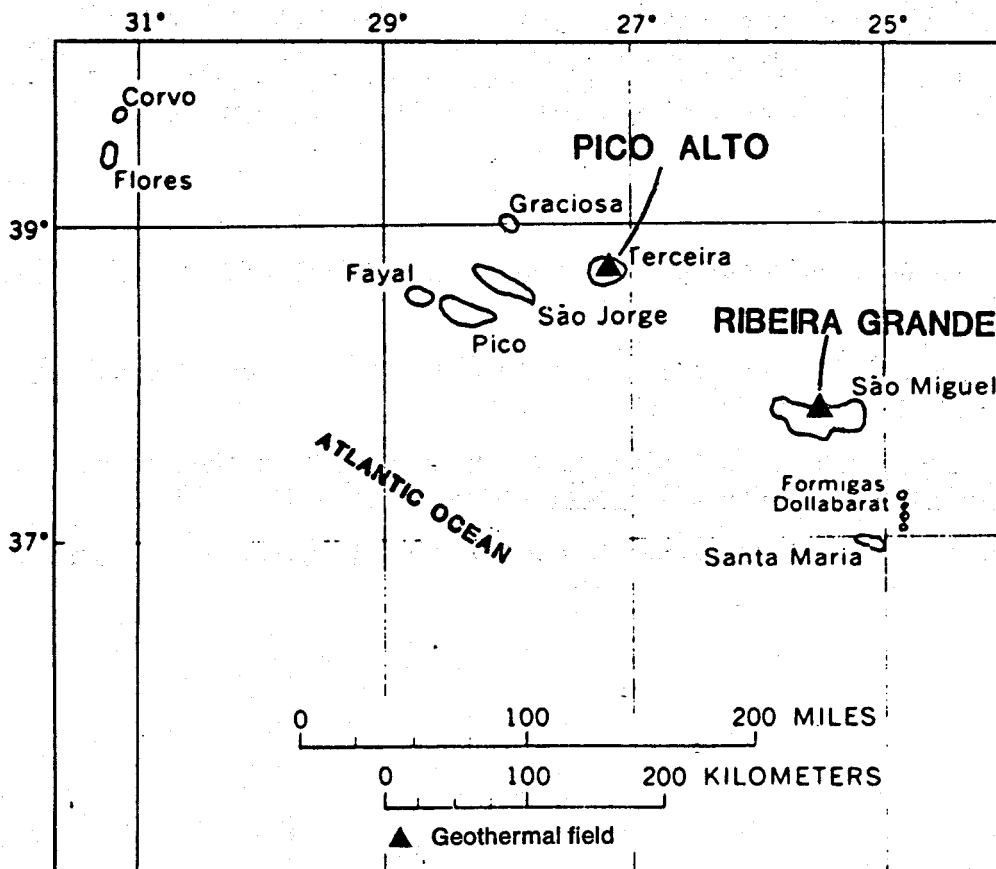 31° 29° 27° 25°
Corvo
Flores
PICO ALTO
Graciosa
39°
Terceira
Fayal
São Jorge
Pico
RIBEIRA GRANDE
São Miguel
ATLANTIC OCEAN
Formigas
Dollabarat
37°
Santa Maria
0 100 200 MILES
0 100 200 KILOMETERS
▲ Geothermal field